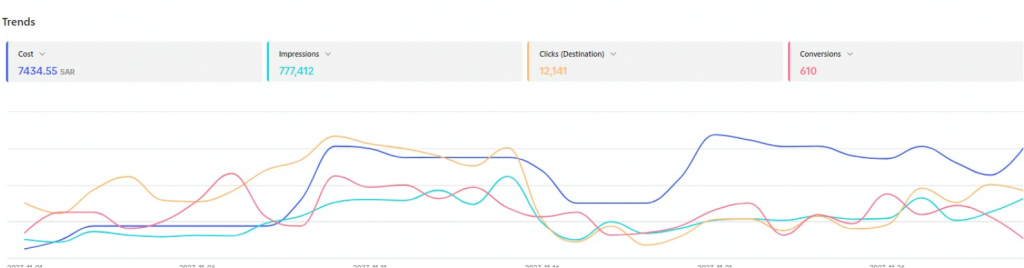 Trends
Cost Impressions Clicks (Destination) Conversions
7434.55 SAR 777,412 12,141 610